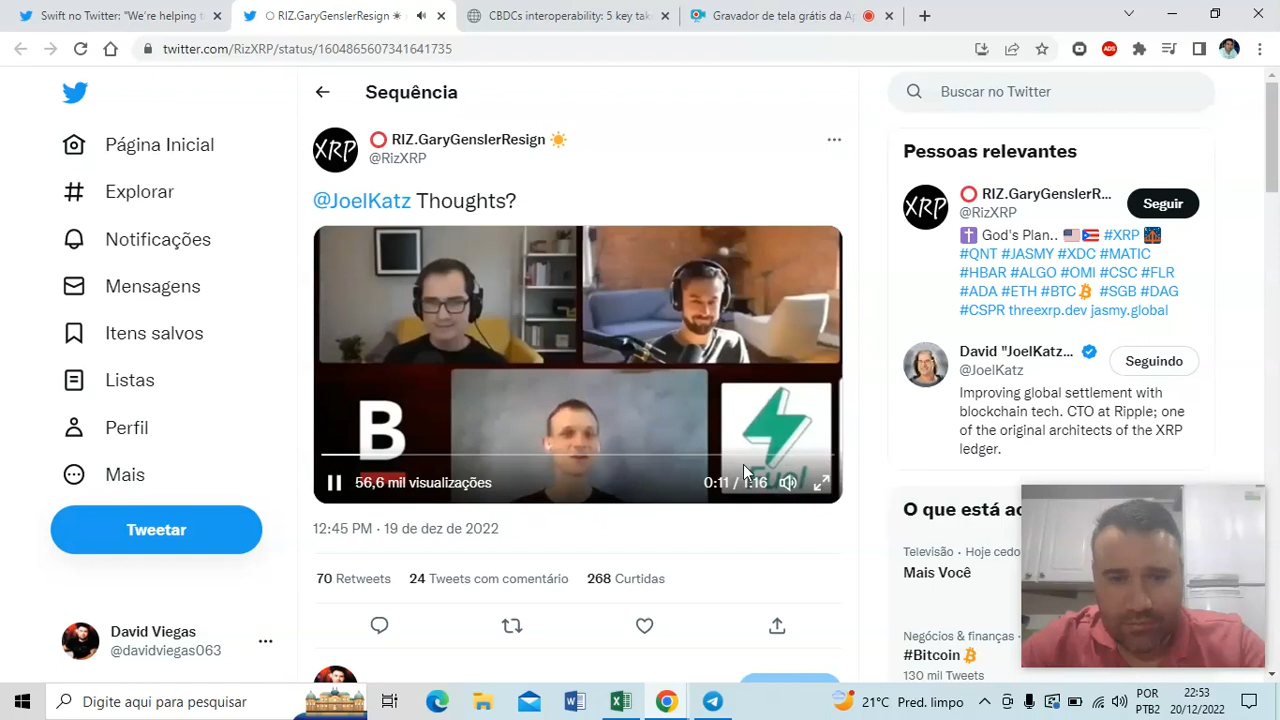 Swift no Twitter: "We're helping t
RIZ.GaryGenslerResign ☀
CBDCs interoperability: 5 key tak
Gravador de tela grátis da Ap
twitter.com/RizXRP/status/1604865607341641735
ADS
Página Inicial
Explorar
Notificações
Mensagens
Itens salvos
Listas
Perfil
Mais
Tweetar
David Viegas
@davidviegas063
Sequência
XRP
⭕ RIZ.GaryGenslerResign ☀
@RizXRP
@JoelKatz Thoughts?
B
56,6 mil visualizações
0:11 / 1:16
12:45 PM · 19 de dez de 2022
70 Retweets 24 Tweets com comentário 268 Curtidas
Buscar no Twitter
Pessoas relevantes
XRP
⭕ RIZ.GaryGenslerR...
@RizXRP
Seguir
✝ God's Plan.. 🇺🇸🇵🇷 #XRP
#QNT #JASMY #XDC #MATIC
#HBAR #ALGO #OMI #CSC #FLR
#ADA #ETH #BTC #SGB #DAG
#CSPR threexrp.dev jasmy.global
David "JoelKatz...
@JoelKatz
Seguindo
Improving global settlement with
blockchain tech. CTO at Ripple; one
of the original architects of the XRP
ledger.
O que está ac
Televisão · Hoje cedo
Mais Você
Negócios & finanças ·
#Bitcoin
130 mil Tweets
Digite aqui para pesquisar
21°C Pred. limpo
POR
PTB2
20/12/2022